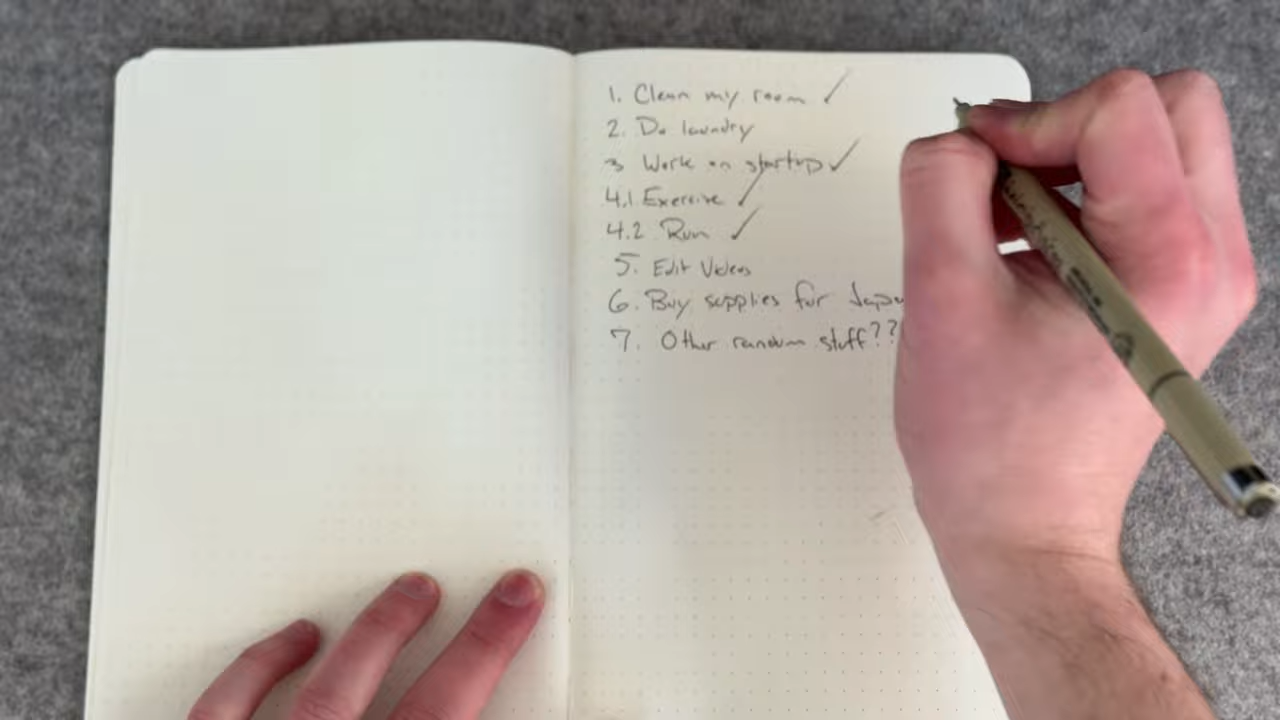 1. Clean my room ✓
2. Do laundry
3 Work on startup ✓
4.1 Exercise ✓
4.2 Run ✓
5. Edit Videos
6. Buy supplies for
7. Other random stuff??